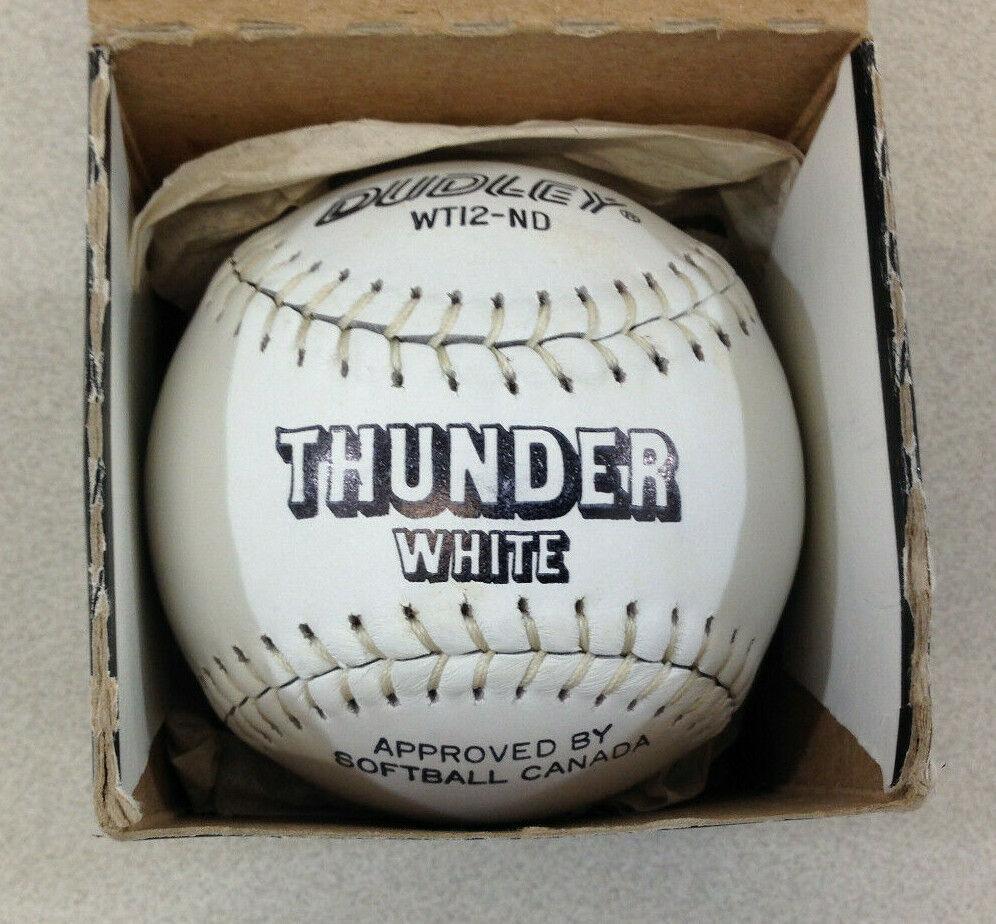 DUDLEY®
WT12-ND
THUNDER
WHITE
APPROVED BY
SOFTBALL CANADA